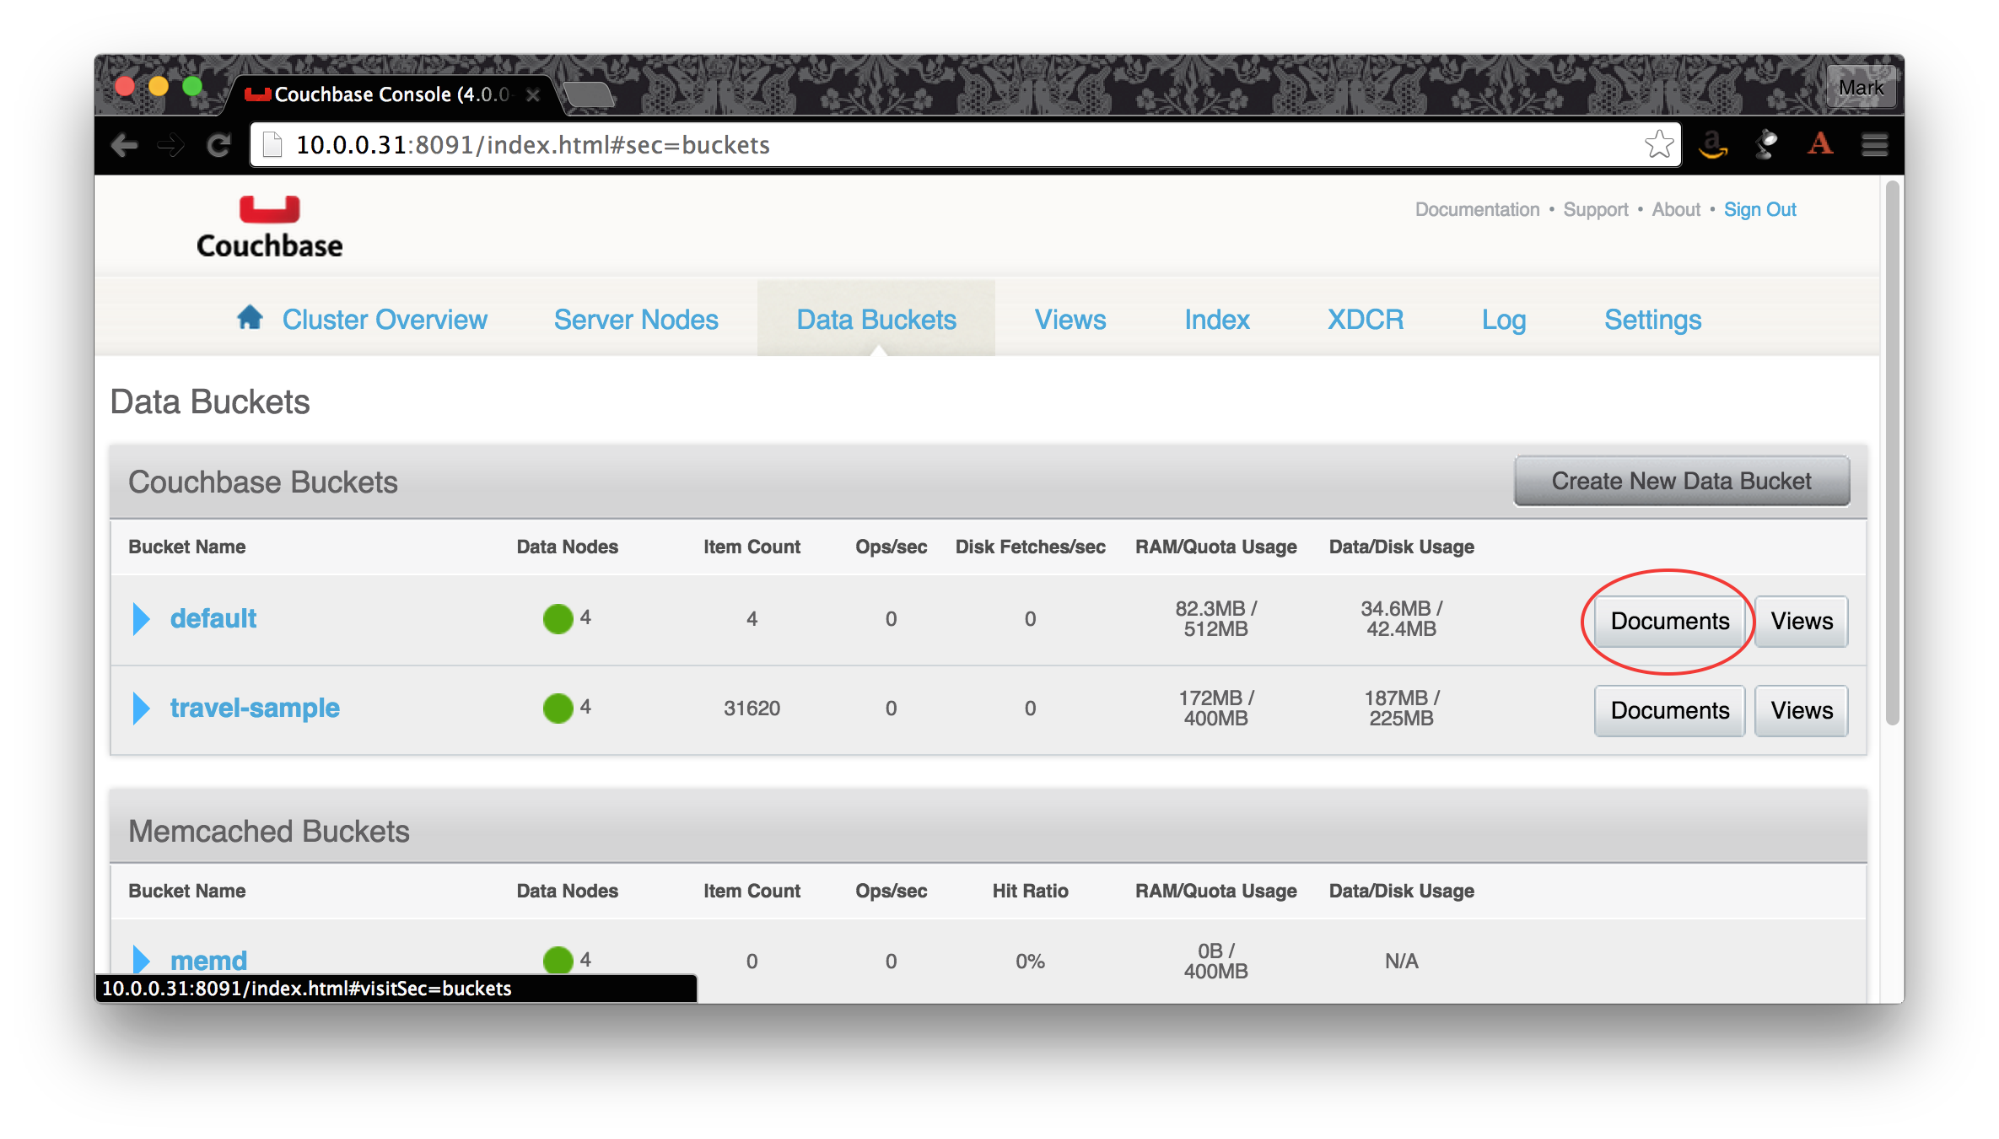 Couchbase Console (4.0.0
Mark
10.0.0.31:8091/index.html#sec=buckets
Couchbase
Documentation • Support • About • Sign Out
Cluster Overview Server Nodes Data Buckets Views Index XDCR Log Settings
Data Buckets
Couchbase Buckets Create New Data Bucket
Bucket Name Data Nodes Item Count Ops/sec Disk Fetches/sec RAM/Quota Usage Data/Disk Usage
default 4 4 0 0 82.3MB / 512MB 34.6MB / 42.4MB Documents Views
travel-sample 4 31620 0 0 172MB / 400MB 187MB / 225MB Documents Views
Memcached Buckets
Bucket Name Data Nodes Item Count Ops/sec Hit Ratio RAM/Quota Usage Data/Disk Usage
memd 4 0 0 0% 0B / 400MB N/A
10.0.0.31:8091/index.html#visitSec=buckets